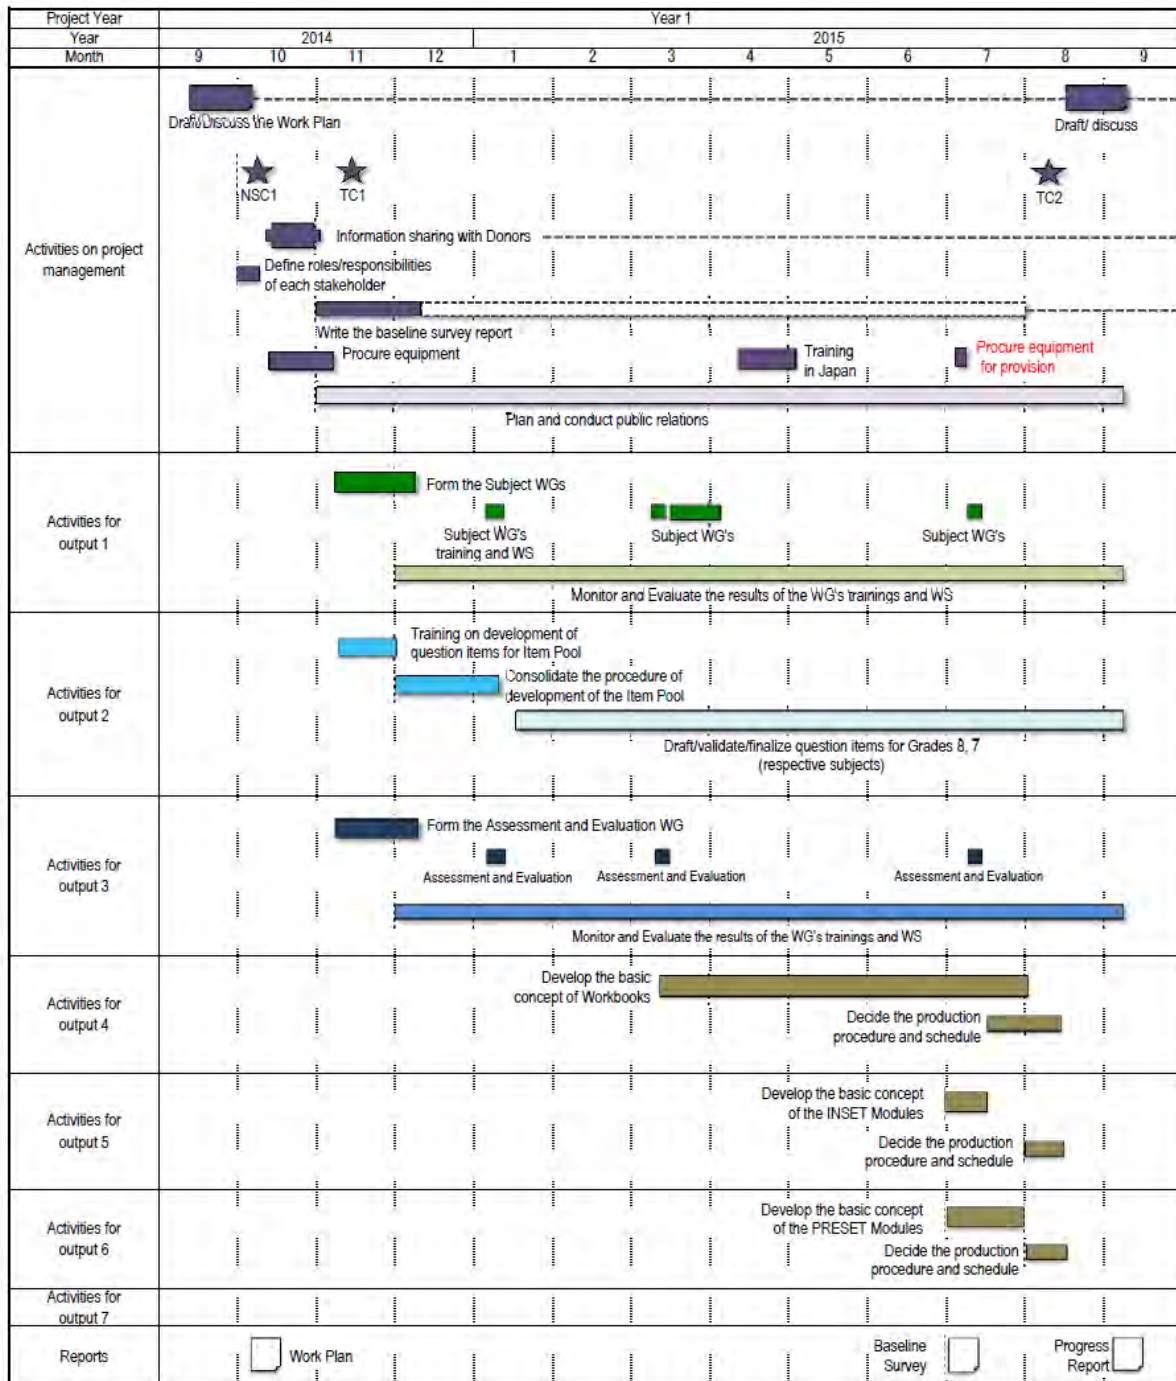 Project Year
Year 1
Year
2014
2015
Month
9
10
11
12
1
2
3
4
5
6
7
8
9
Activities on project
management
Draft/Discuss the Work Plan
Draft/ discuss
NSC1
TC1
TC2
Information sharing with Donors
Define roles/responsibilities
of each stakeholder
Write the baseline survey report
Procure equipment
Training
in Japan
Procure equipment
for provision
Plan and conduct public relations
Activities for
output 1
Form the Subject WGs
Subject WG's
training and WS
Subject WG's
Subject WG's
Monitor and Evaluate the results of the WG's trainings and WS
Activities for
output 2
Training on development of
question items for Item Pool
Consolidate the procedure of
development of the Item Pool
Draft/validate/finalize question items for Grades 8, 7
(respective subjects)
Activities for
output 3
Form the Assessment and Evaluation WG
Assessment and Evaluation
Assessment and Evaluation
Assessment and Evaluation
Monitor and Evaluate the results of the WG's trainings and WS
Activities for
output 4
Develop the basic
concept of Workbooks
Decide the production
procedure and schedule
Activities for
output 5
Develop the basic concept
of the INSET Modules
Decide the production
procedure and schedule
Activities for
output 6
Develop the basic concept
of the PRESET Modules
Decide the production
procedure and schedule
Activities for
output 7
Reports
Work Plan
Baseline
Survey
Progress
Report